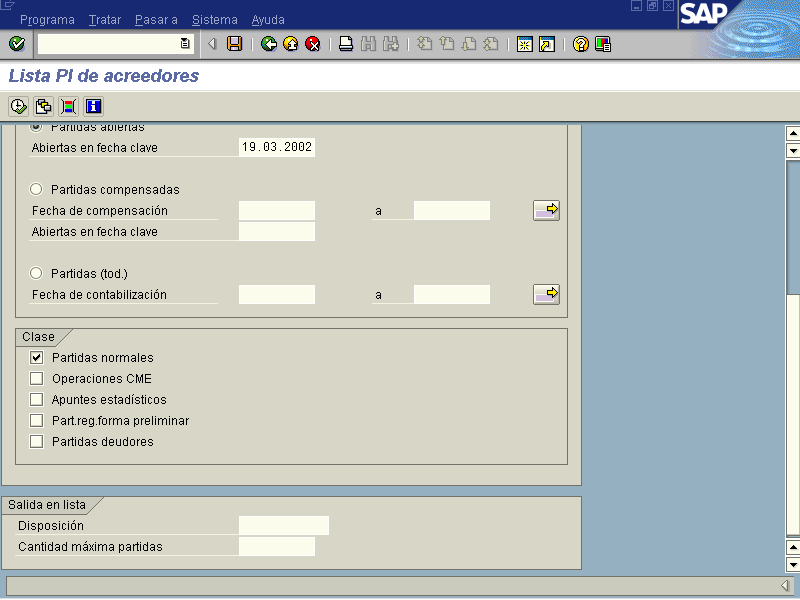 Programa Tratar Pasar a Sistema Ayuda
SAP
Lista PI de acreedores
Partidas abiertas
Abiertas en fecha clave 19.03.2002
Partidas compensadas
Fecha de compensación a
Abiertas en fecha clave
Partidas (tod.)
Fecha de contabilización a
Clase
Partidas normales
Operaciones CME
Apuntes estadísticos
Part.reg.forma preliminar
Partidas deudores
Salida en lista
Disposición
Cantidad máxima partidas